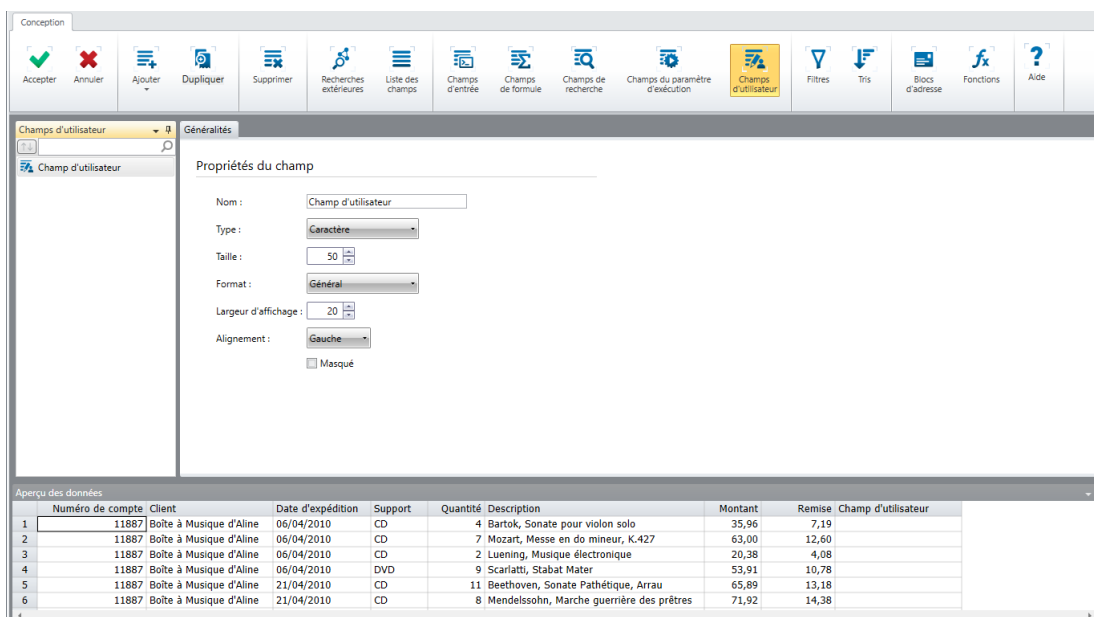 Conception
Accepter Annuler Ajouter Dupliquer Supprimer Recherches extérieures Liste des champs Champs d'entrée Champs de formule Champs de recherche Champs du paramètre d'exécution Champs d'utilisateur Filtres Tris Blocs d'adresse Fonctions Aide
Champs d'utilisateur
Généralités
Champ d'utilisateur
Propriétés du champ
Nom : Champ d'utilisateur
Type : Caractère
Taille : 50
Format : Général
Largeur d'affichage : 20
Alignement : Gauche
Masqué
Aperçu des données
Numéro de compte Client Date d'expédition Support Quantité Description Montant Remise Champ d'utilisateur
1 11887 Boîte à Musique d'Aline 06/04/2010 CD 4 Bartok, Sonate pour violon solo 35,96 7,19
2 11887 Boîte à Musique d'Aline 06/04/2010 CD 7 Mozart, Messe en do mineur, K.427 63,00 12,60
3 11887 Boîte à Musique d'Aline 06/04/2010 CD 2 Luening, Musique électronique 20,38 4,08
4 11887 Boîte à Musique d'Aline 06/04/2010 DVD 9 Scarlatti, Stabat Mater 53,91 10,78
5 11887 Boîte à Musique d'Aline 21/04/2010 CD 11 Beethoven, Sonate Pathétique, Arrau 65,89 13,18
6 11887 Boîte à Musique d'Aline 21/04/2010 CD 8 Mendelssohn, Marche guerrière des prêtres 71,92 14,38